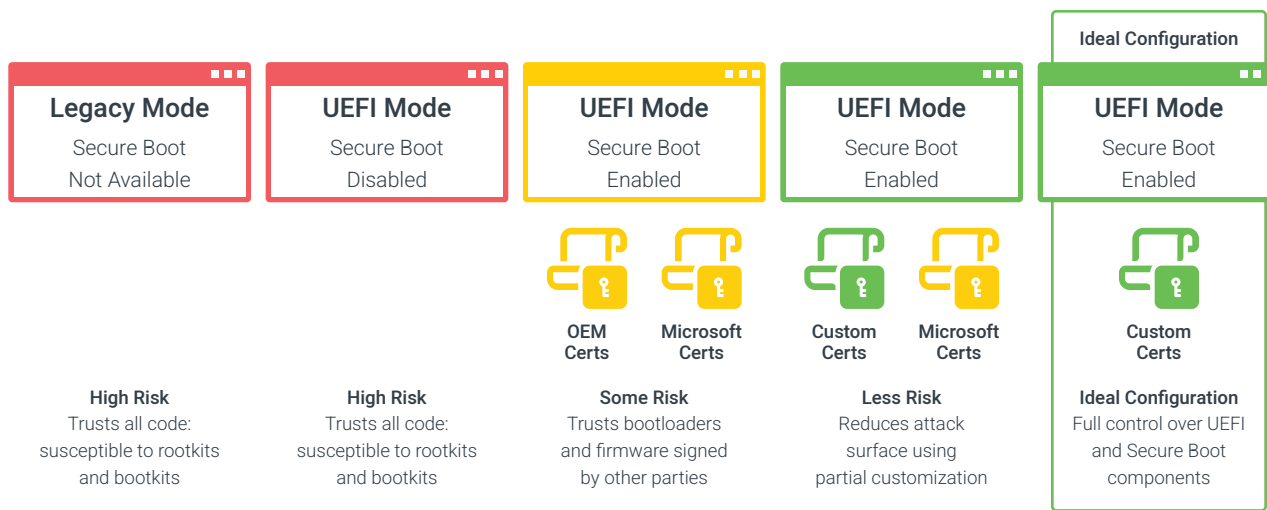 Ideal Configuration
Legacy Mode
Secure Boot
Not Available
UEFI Mode
Secure Boot
Disabled
UEFI Mode
Secure Boot
Enabled
UEFI Mode
Secure Boot
Enabled
UEFI Mode
Secure Boot
Enabled
OEM
Certs
Microsoft
Certs
Custom
Certs
Microsoft
Certs
Custom
Certs
High Risk
Trusts all code:
susceptible to rootkits
and bootkits
High Risk
Trusts all code:
susceptible to rootkits
and bootkits
Some Risk
Trusts bootloaders
and firmware signed
by other parties
Less Risk
Reduces attack
surface using
partial customization
Ideal Configuration
Full control over UEFI
and Secure Boot
components